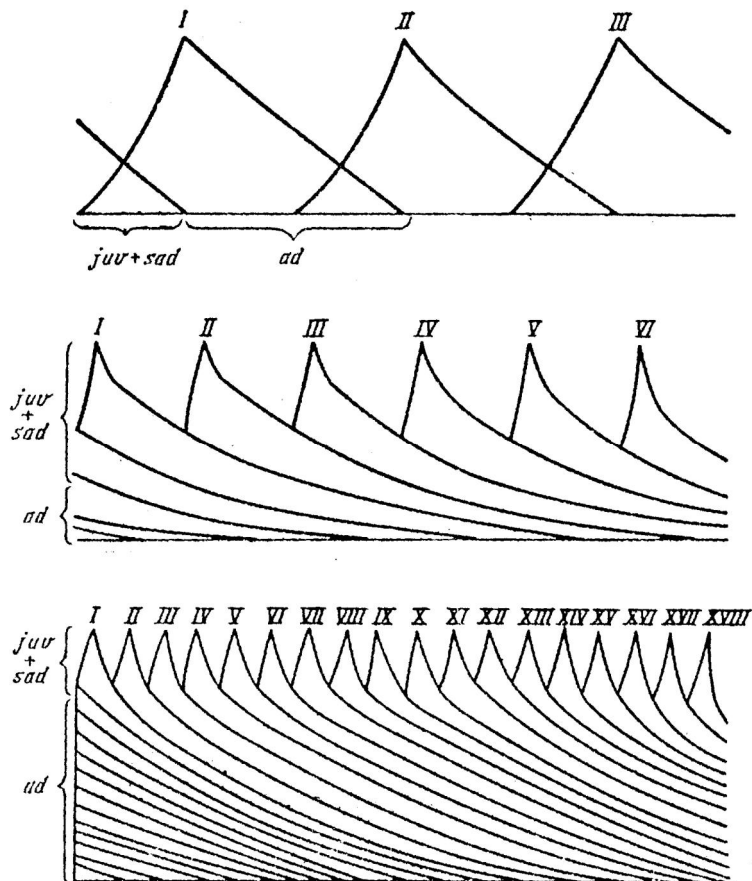 I II III
juv + sad ad
I II III IV V VI
juv
+
sad
ad
I II III IV V VI VII VIII IX X XI XII XIII XIV XV XVI XVII XVIII
juv
+
sad
ad